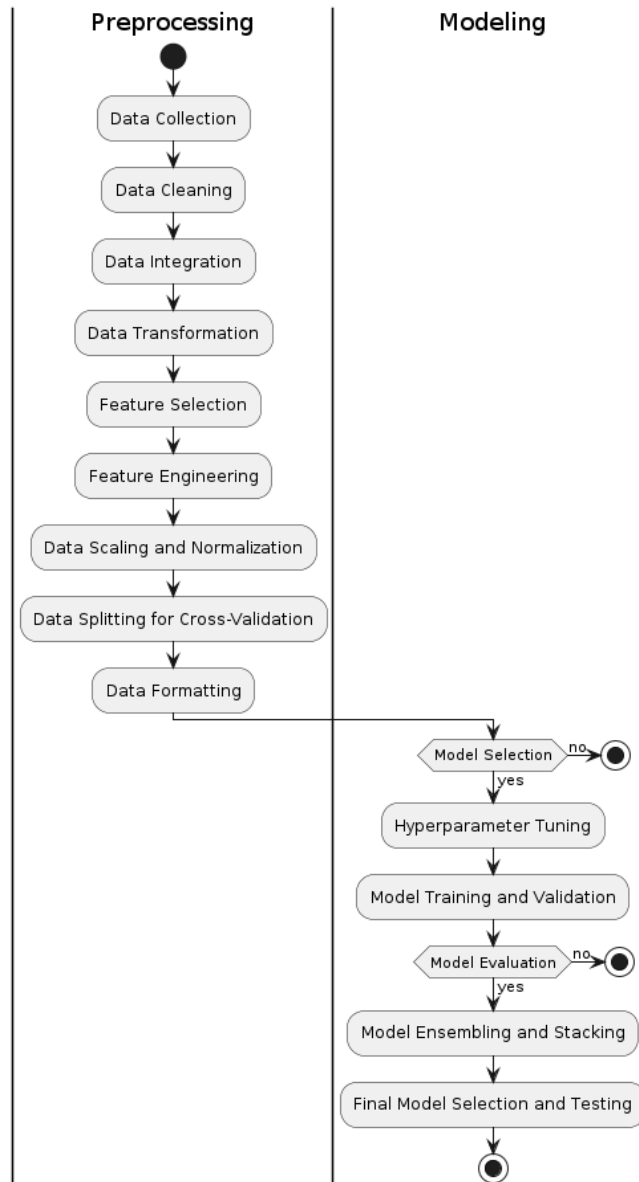 Preprocessing
Modeling
Data Collection
Data Cleaning
Data Integration
Data Transformation
Feature Selection
Feature Engineering
Data Scaling and Normalization
Data Splitting for Cross-Validation
Data Formatting
Model Selection
no
yes
Hyperparameter Tuning
Model Training and Validation
Model Evaluation
no
yes
Model Ensembling and Stacking
Final Model Selection and Testing